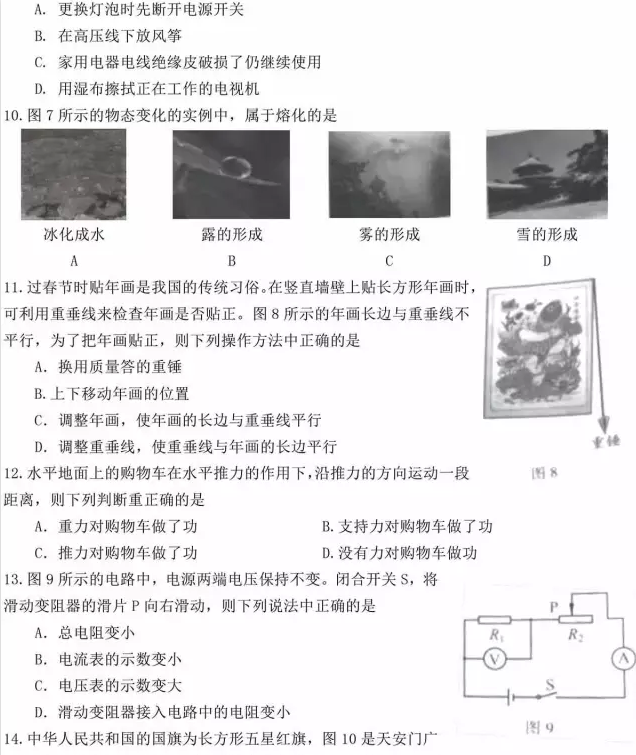 A. 更换灯泡时先断开电源开关
B. 在高压线下放风筝
C. 家用电器电线绝缘皮破损了仍继续使用
D. 用湿布擦拭正在工作的电视机
10. 图 7 所示的物态变化的实例中，属于熔化的是
冰化成水 露的形成 雾的形成 雪的形成
A B C D
11. 过春节时贴年画是我国的传统习俗。在竖直墙壁上贴长方形年画时，
可利用重垂线来检查年画是否贴正。图 8 所示的年画长边与重垂线不
平行，为了把年画贴正，则下列操作方法中正确的是
A. 换用质量答的重锤
B. 上下移动年画的位置
C. 调整年画，使年画的长边与重垂线平行
D. 调整重垂线，使重垂线与年画的长边平行
重锤
图 8
12. 水平地面上的购物车在水平推力的作用下，沿推力的方向运动一段
距离，则下列判断重正确的是
A. 重力对购物车做了功 B. 支持力对购物车做了功
C. 推力对购物车做了功 D. 没有力对购物车做功
13. 图 9 所示的电路中，电源两端电压保持不变。闭合开关 S，将
滑动变阻器的滑片 P 向右滑动，则下列说法中正确的是
A. 总电阻变小
B. 电流表的示数变小
C. 电压表的示数变大
D. 滑动变阻器接入电路中的电阻变小
P
R₁ R₂
V A
S
图 9
14. 中华人民共和国的国旗为长方形五星红旗，图 10 是天安门广